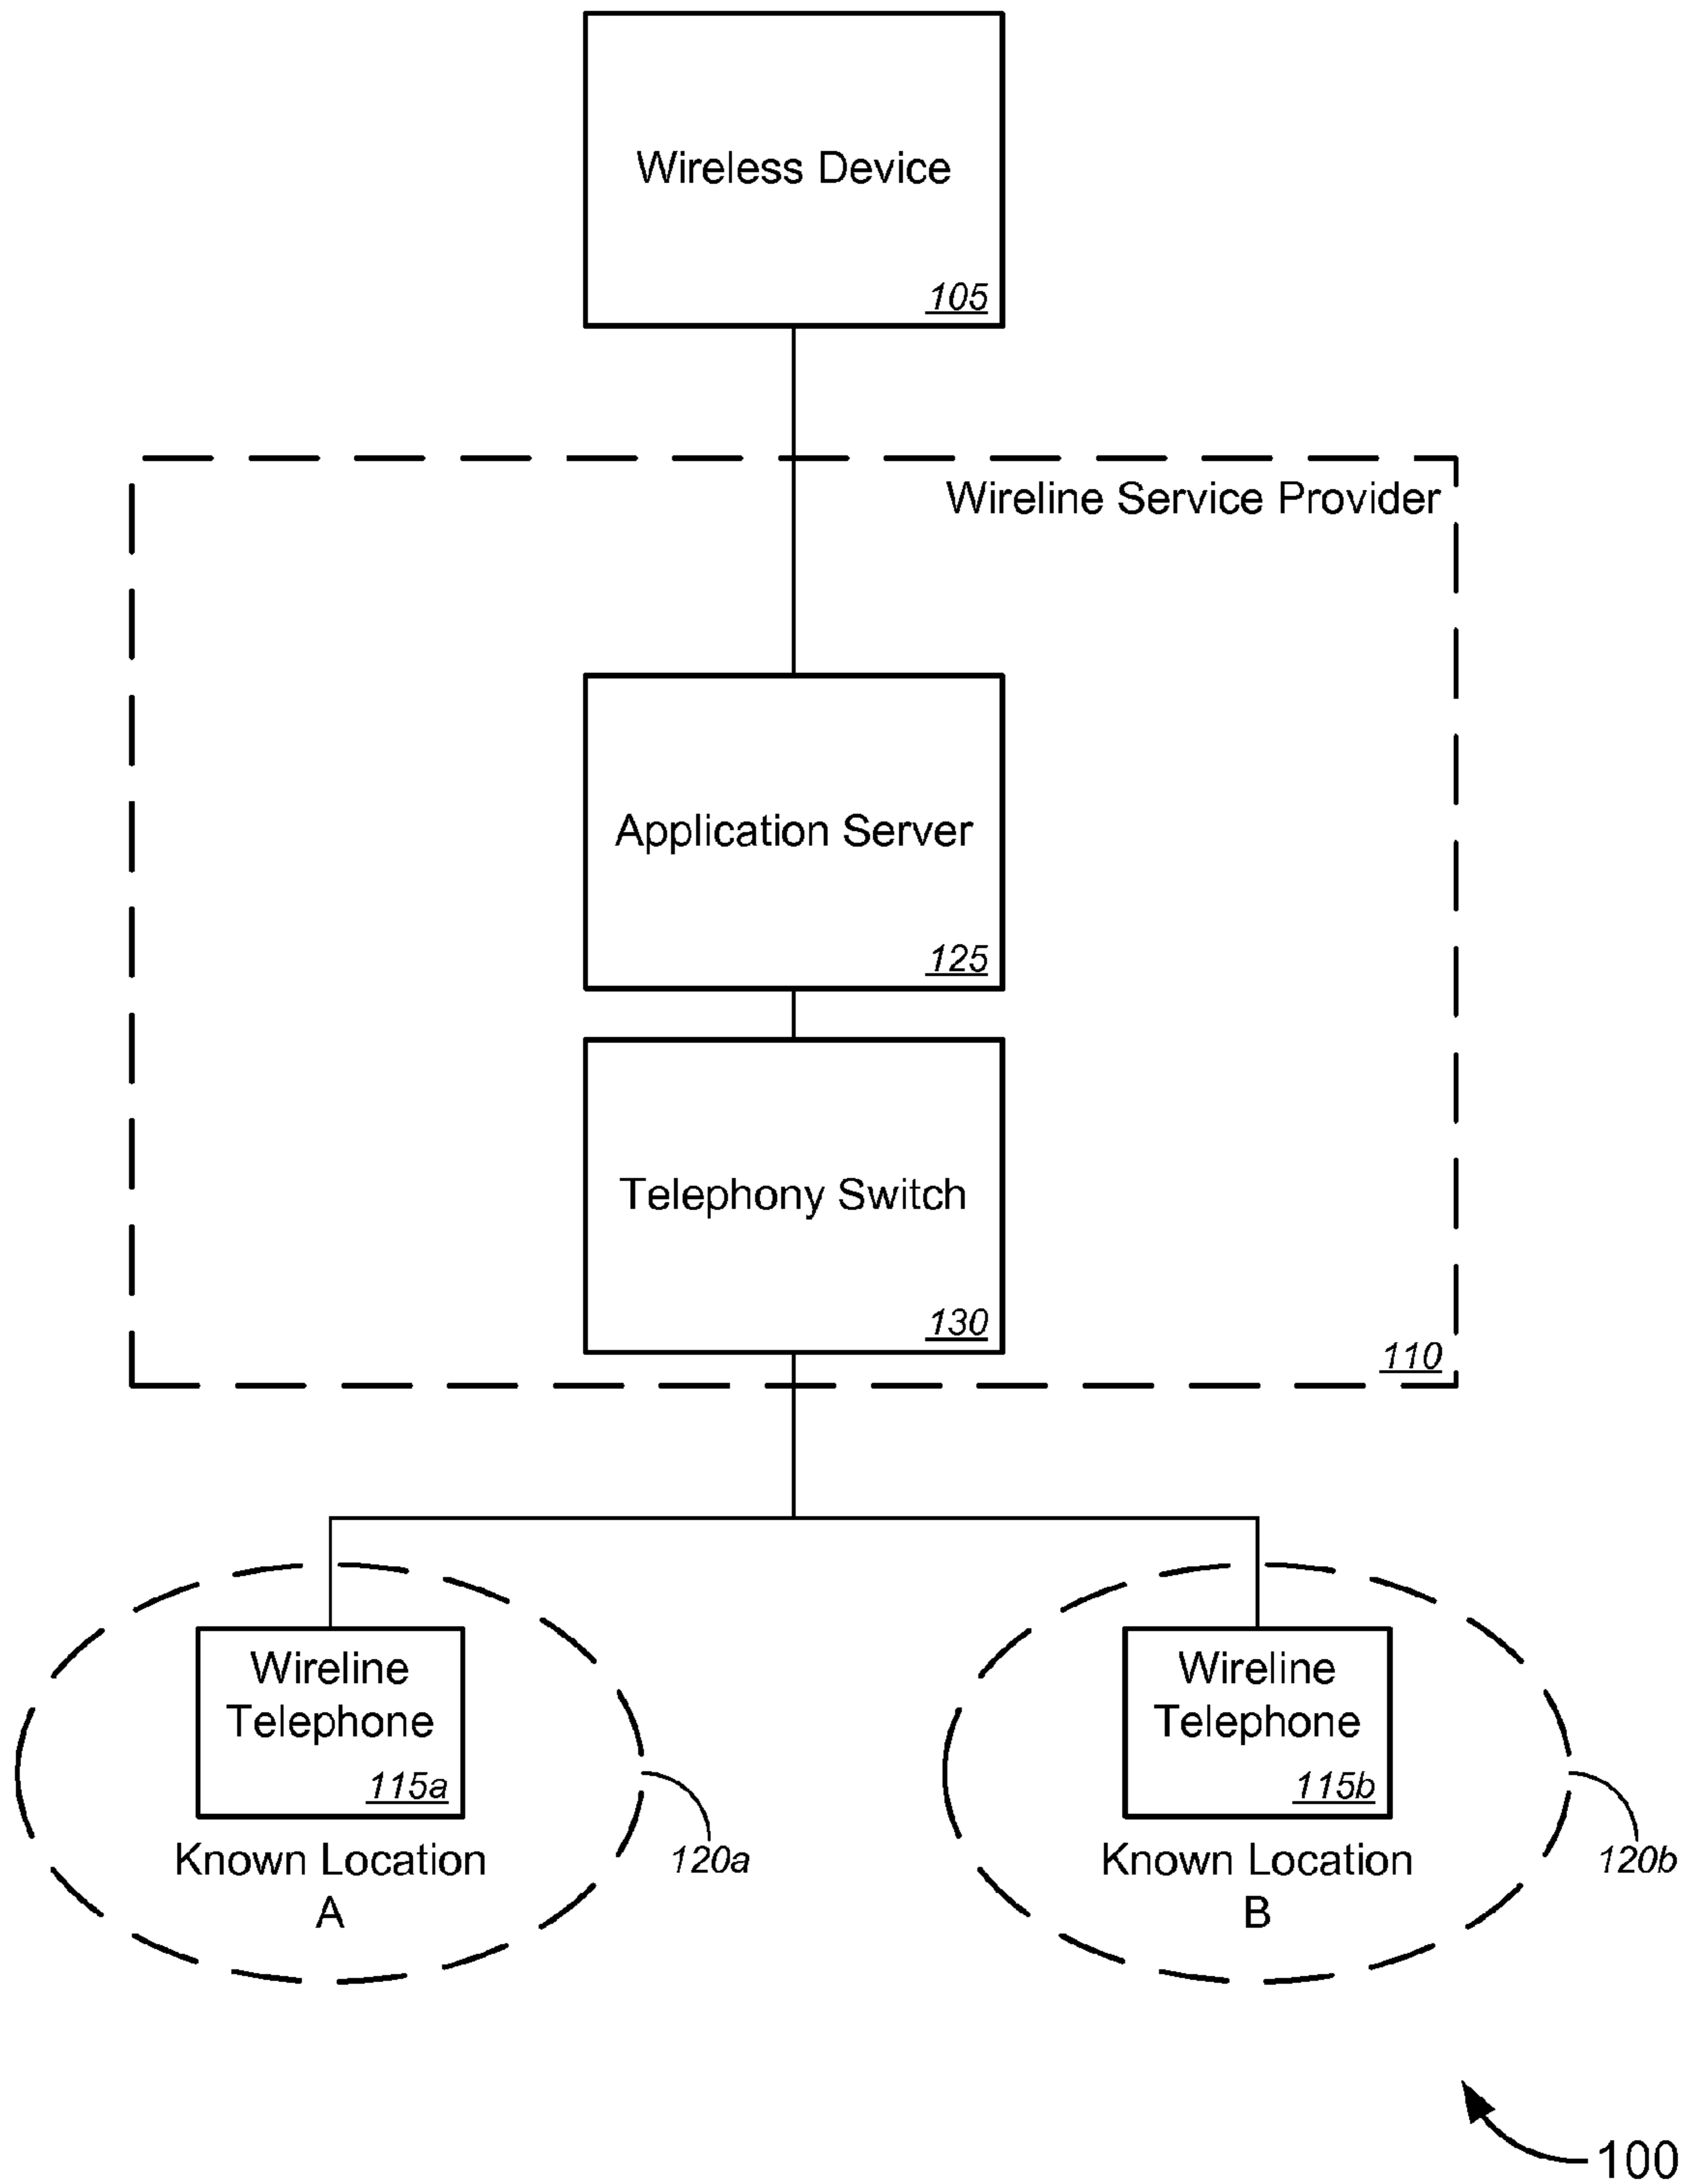 Wireless Device
105
Wireline Service Provider
Application Server
125
Telephony Switch
130
110
Wireline
Telephone
115a
Known Location
A
120a
Wireline
Telephone
115b
Known Location
B
120b
100